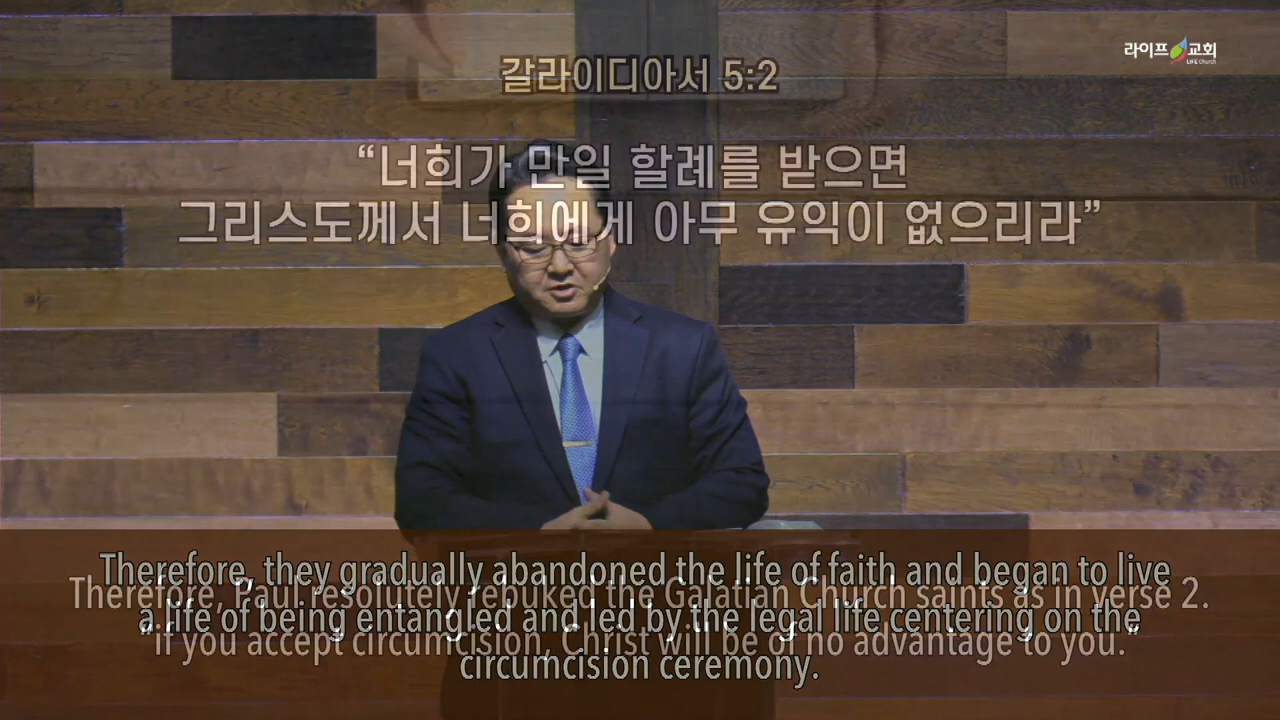 라이프 교회
LIFE Church
갈라이디아서 5:2
“너희가 만일 할례를 받으면
그리스도께서 너희에게 아무 유익이 없으리라”
Therefore, they gradually abandoned the life of faith and began to live
a life of being entangled and led by the legal life centering on the
circumcision ceremony.
Therefore, Paul resolutely rebuked the Galatian Church saints as in verse 2.
“if you accept circumcision, Christ will be of no advantage to you.”